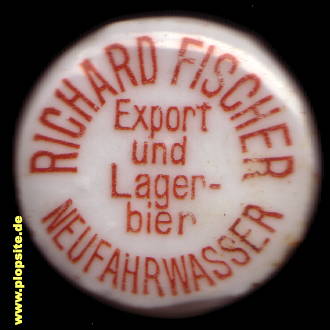 RICHARD FISCHER
Export
und
Lager-
bier
NEUFAHRWASSER
www.plopsite.de